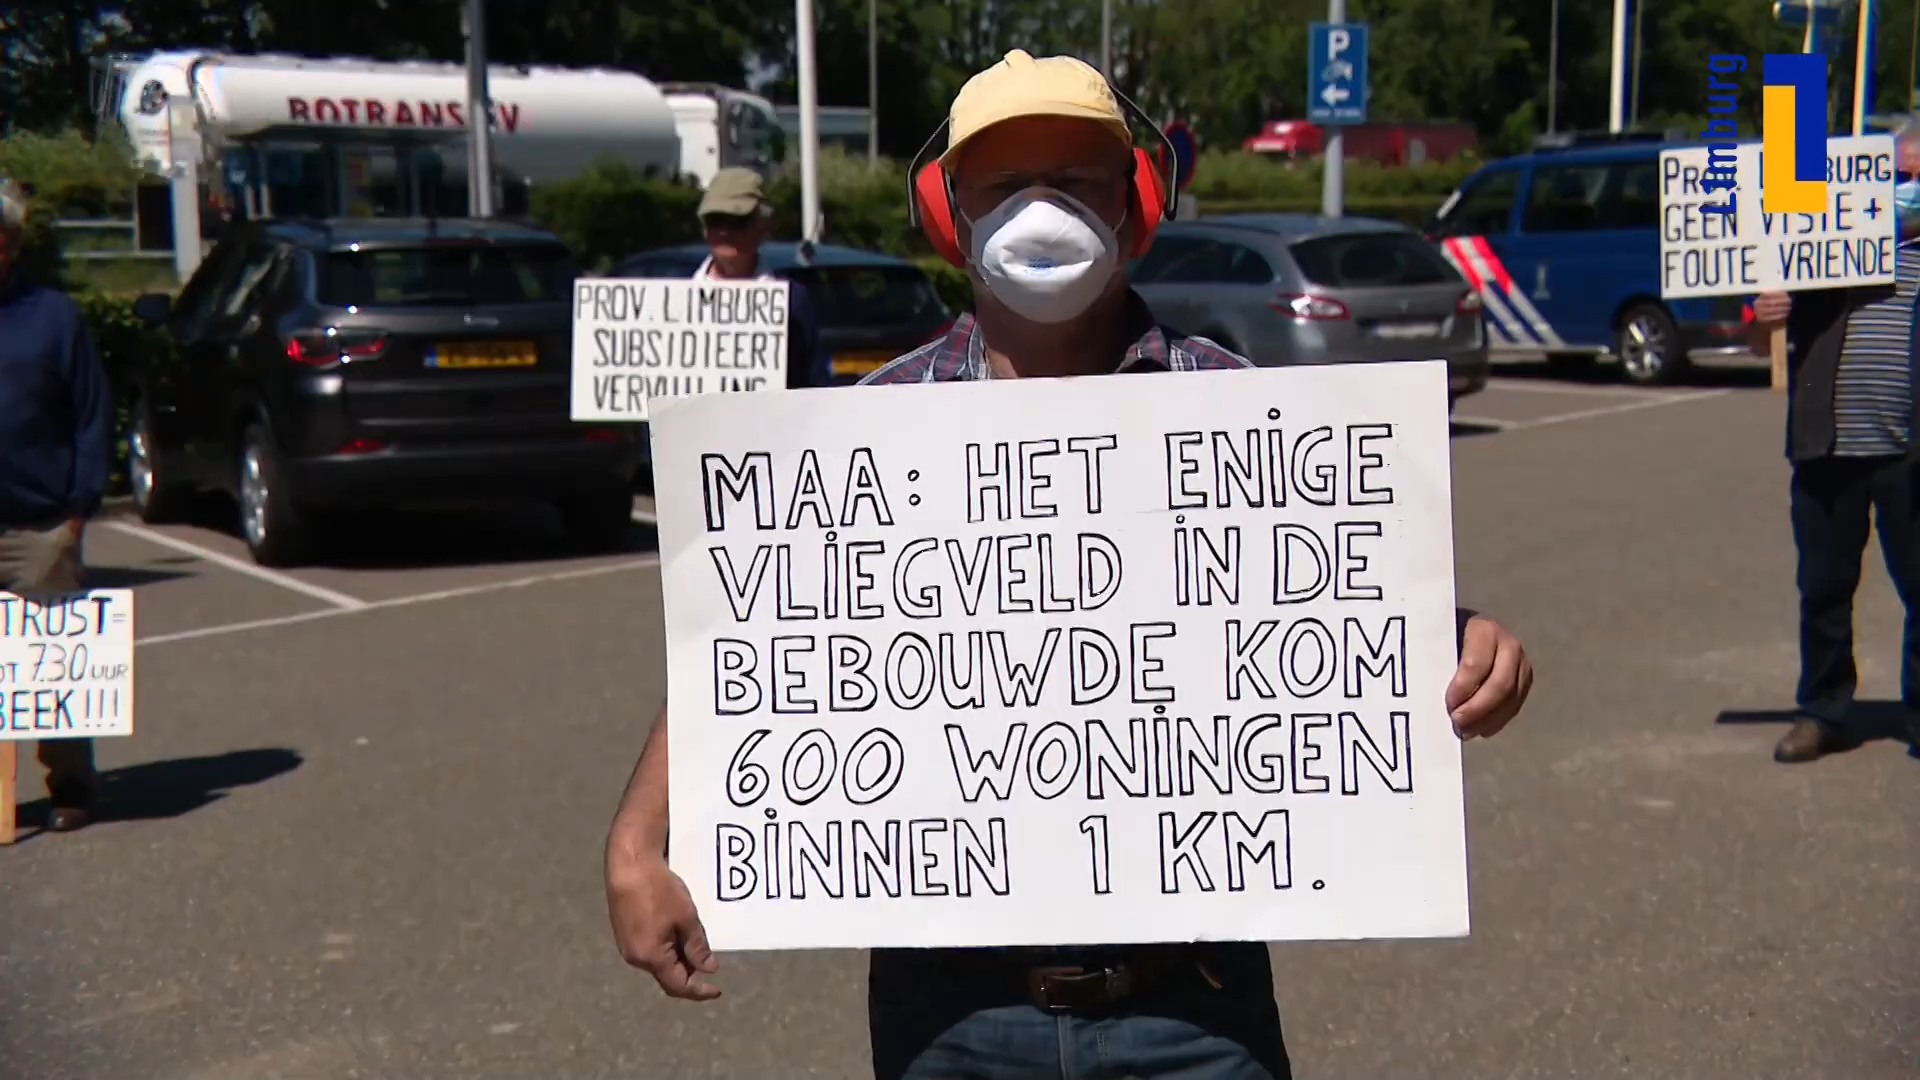 BOTRANS
P
Limburg
PROV. LIMBURG
SUBSIDIEERT
GEEN VISIE +
FOUTE VRIENDE
MAA: HET ENIGE
VLIEGVELD IN DE
BEBOUWDE KOM
600 WONINGEN
BINNEN 1 KM.
TRUST=
7.30 UUR
BEEK!!!